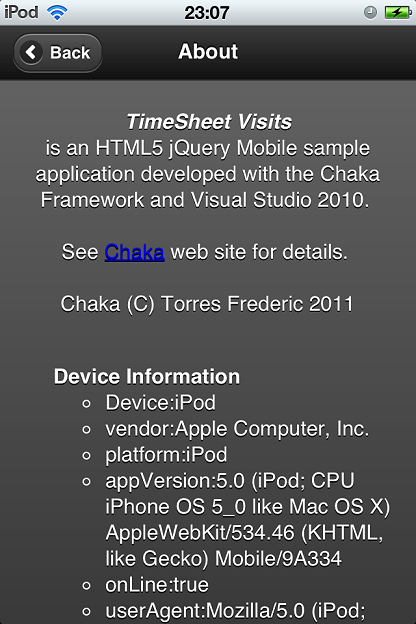 iPod 23:07
Back About
TimeSheet Visits
is an HTML5 jQuery Mobile sample
application developed with the Chaka
Framework and Visual Studio 2010.
See Chaka web site for details.
Chaka (C) Torres Frederic 2011
Device Information
Device:iPod
vendor:Apple Computer, Inc.
platform:iPod
appVersion:5.0 (iPod; CPU
iPhone OS 5_0 like Mac OS X)
AppleWebKit/534.46 (KHTML,
like Gecko) Mobile/9A334
onLine:true
userAgent:Mozilla/5.0 (iPod;